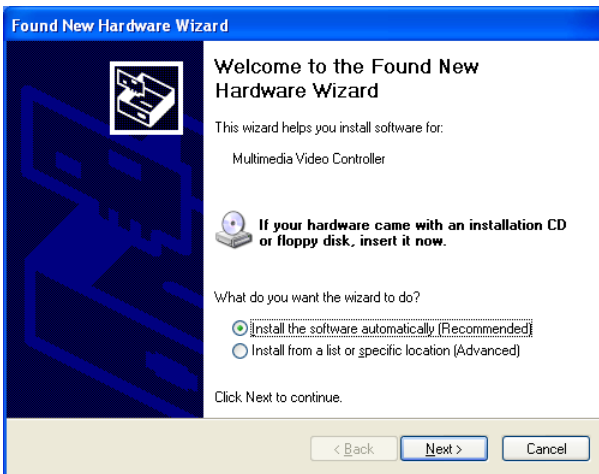 Found New Hardware Wizard
Welcome to the Found New
Hardware Wizard
This wizard helps you install software for:
Multimedia Video Controller
If your hardware came with an installation CD
or floppy disk, insert it now.
What do you want the wizard to do?
Install the software automatically (Recommended)
Install from a list or specific location (Advanced)
Click Next to continue.
< Back Next > Cancel